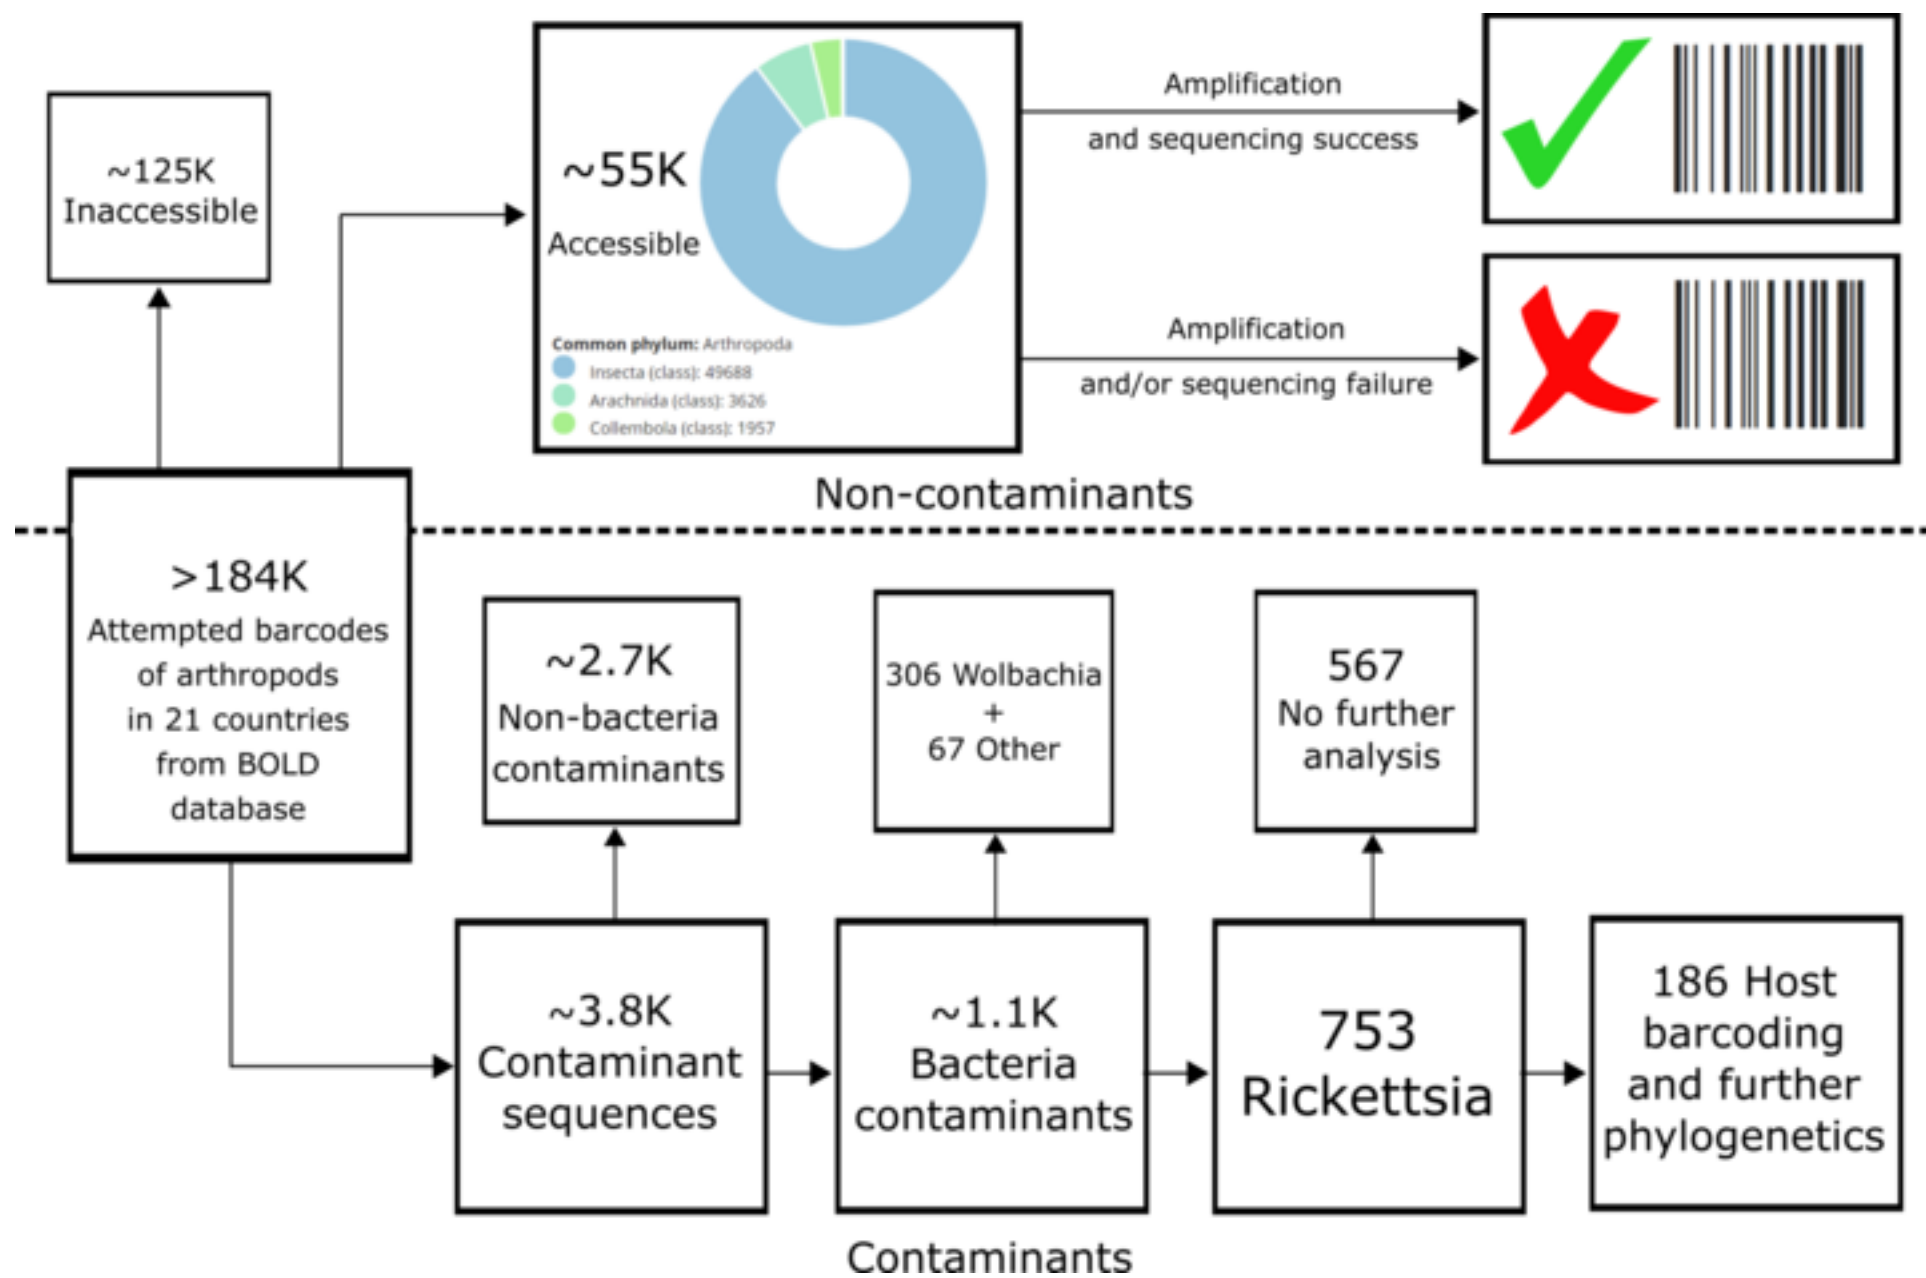 ~125K
Inaccessible
~55K
Accessible
Common phylum: Arthropoda
Insecta (class): 49688
Arachnida (class): 3626
Collembola (class): 1957
Amplification
and sequencing success
Amplification
and/or sequencing failure
Non-contaminants
>184K
Attempted barcodes
of arthropods
in 21 countries
from BOLD
database
~2.7K
Non-bacteria
contaminants
306 Wolbachia
+
67 Other
567
No further
analysis
~3.8K
Contaminant
sequences
~1.1K
Bacteria
contaminants
753
Rickettsia
186 Host
barcoding
and further
phylogenetics
Contaminants